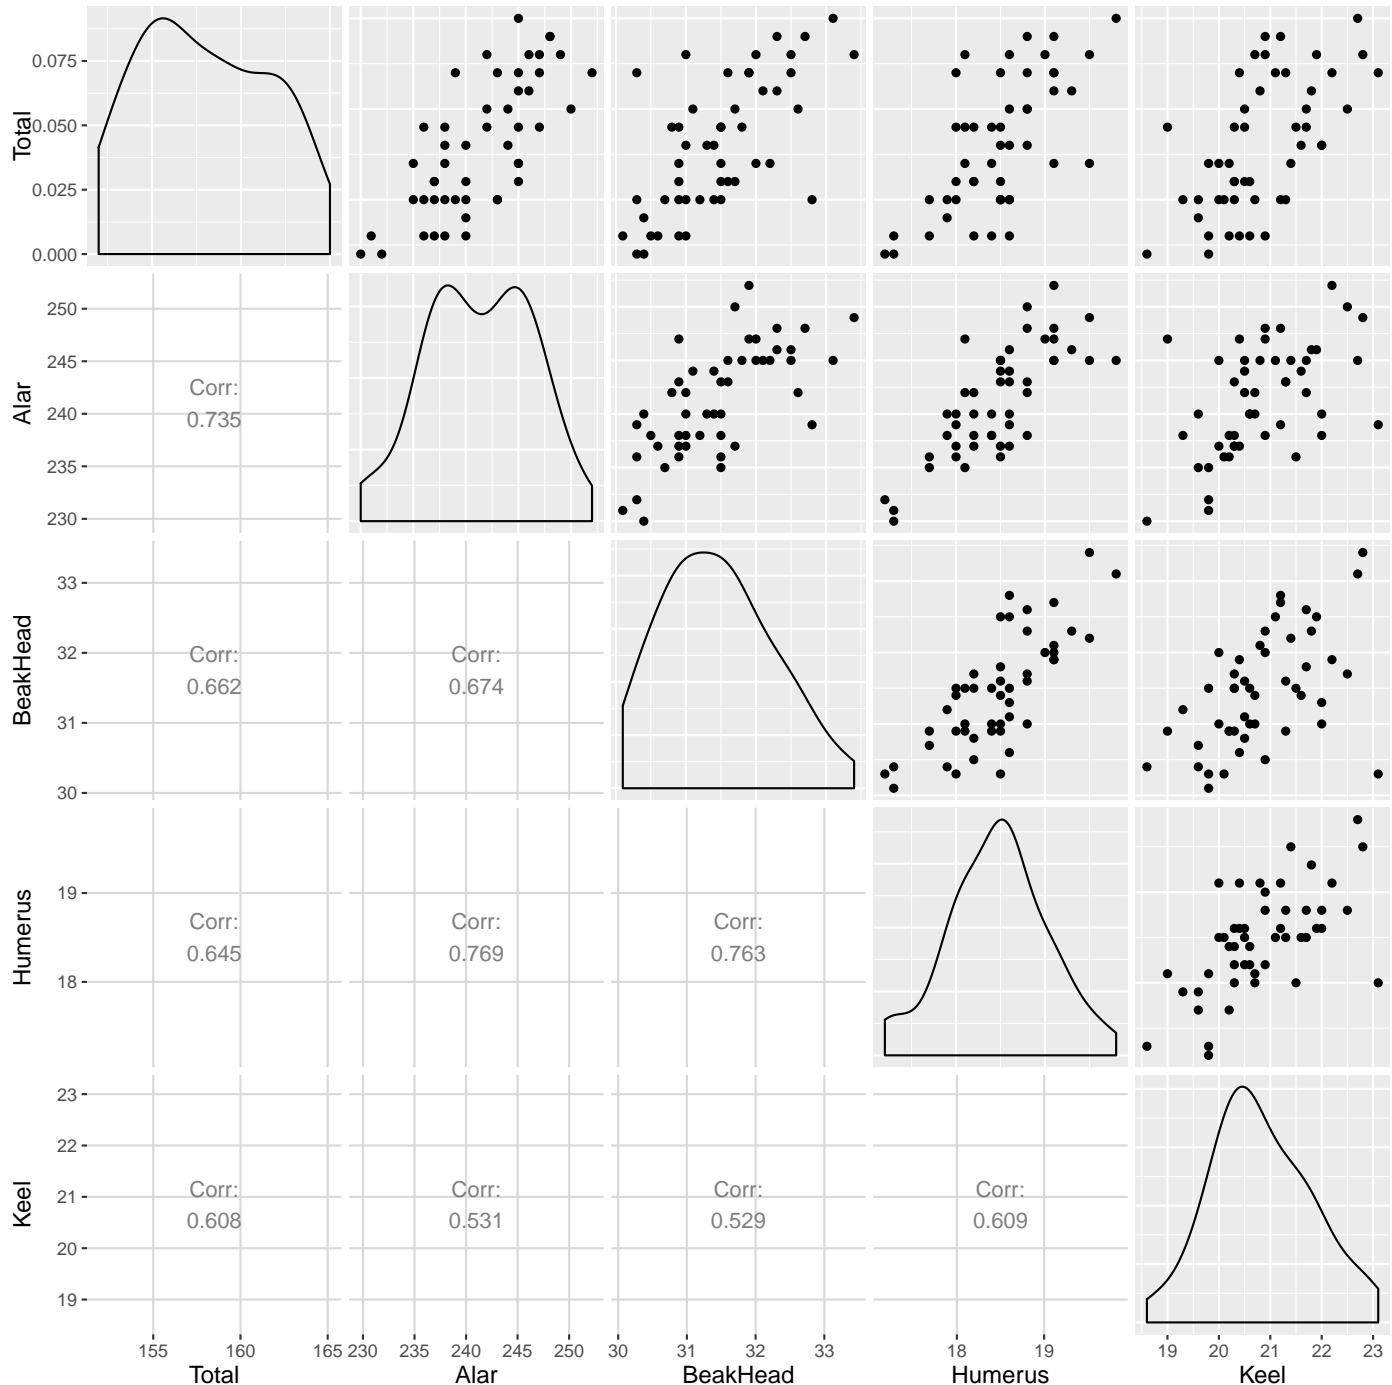 Total
0.075
0.050
0.025
0.000
Alar
250
245
240
235
230
Corr:
0.735
BeakHead
33
32
31
30
Corr:
0.662
Corr:
0.674
Humerus
19
18
Corr:
0.645
Corr:
0.769
Corr:
0.763
Keel
23
22
21
20
19
Corr:
0.608
Corr:
0.531
Corr:
0.529
Corr:
0.609
155 160 165 230 235 240 245 250 30 31 32 33 18 19 19 20 21 22 23
Total Alar BeakHead Humerus Keel